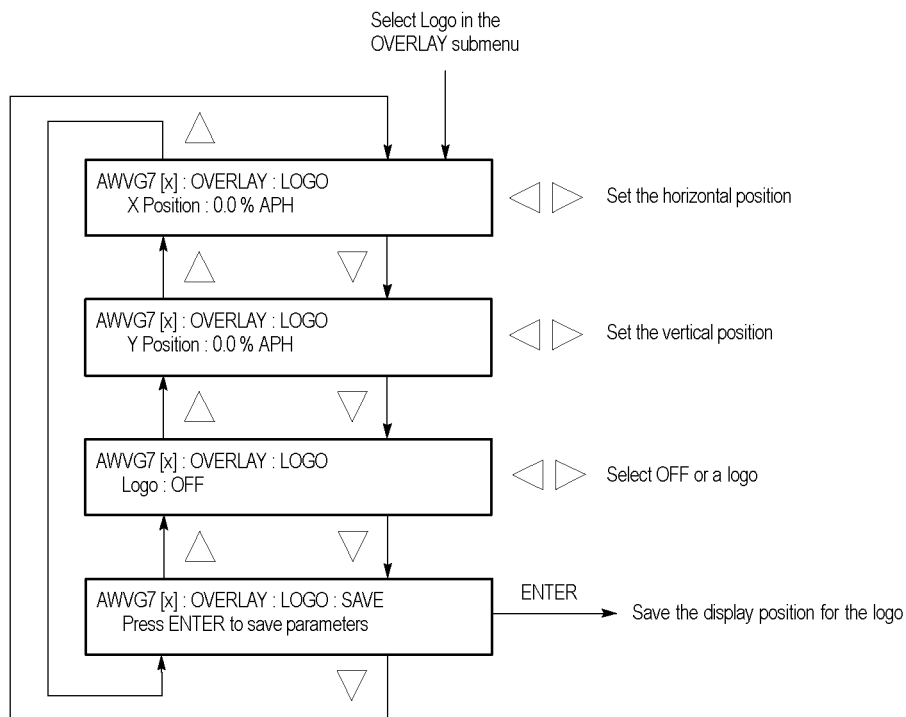 Select Logo in the
OVERLAY submenu
AWVG7 [x] : OVERLAY : LOGO
X Position : 0.0 % APH
Set the horizontal position
AWVG7 [x] : OVERLAY : LOGO
Y Position : 0.0 % APH
Set the vertical position
AWVG7 [x] : OVERLAY : LOGO
Logo : OFF
Select OFF or a logo
AWVG7 [x] : OVERLAY : LOGO : SAVE
Press ENTER to save parameters
ENTER
Save the display position for the logo